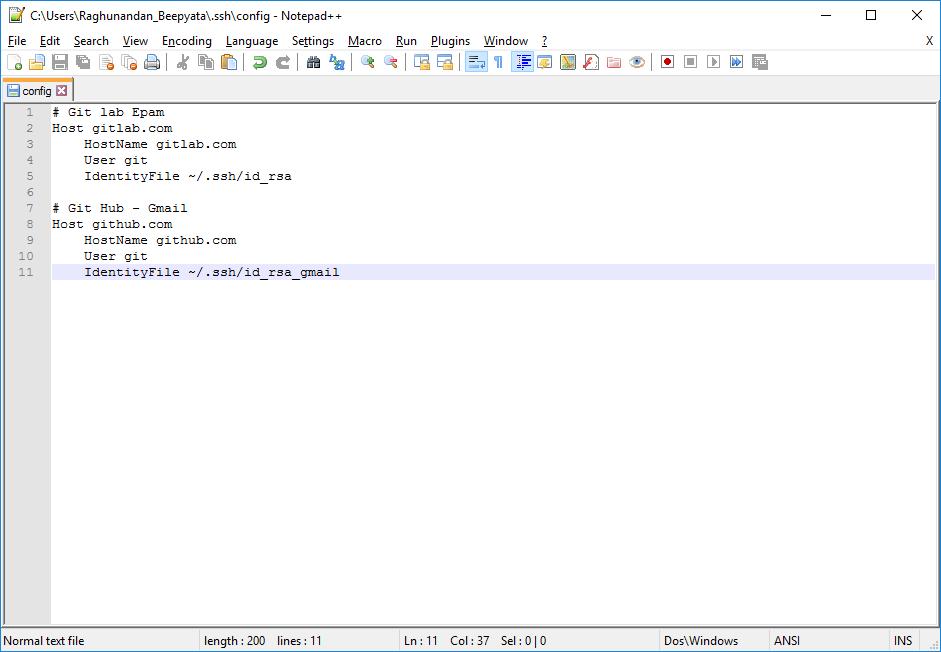 C:\Users\Raghunandan_Beepyata\.ssh\config - Notepad++
File Edit Search View Encoding Language Settings Macro Run Plugins Window ? X
config
1 # Git lab Epam
2 Host gitlab.com
3     HostName gitlab.com
4     User git
5     IdentityFile ~/.ssh/id_rsa
6
7 # Git Hub - Gmail
8 Host github.com
9     HostName github.com
10     User git
11     IdentityFile ~/.ssh/id_rsa_gmail
Normal text file length : 200 lines : 11 Ln : 11 Col : 37 Sel : 0 | 0 Dos\Windows ANSI INS